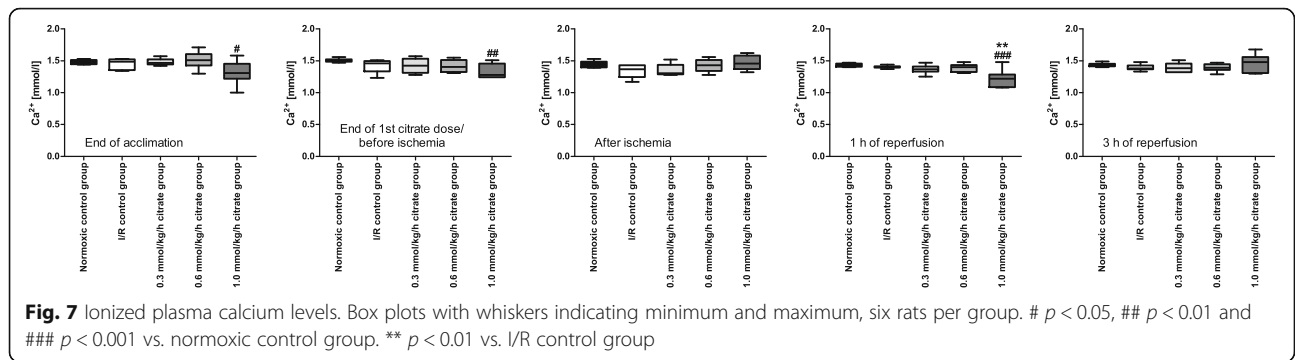 Ca2+ [mmol/l]
2.0
1.5
1.0
0.5
0.0
#
End of acclimation
Normoxic control group
I/R control group
0.3 mmol/kg/h citrate group
0.6 mmol/kg/h citrate group
1.0 mmol/kg/h citrate group
Ca2+ [mmol/l]
2.0
1.5
1.0
0.5
0.0
##
End of 1st citrate dose/
before ischemia
Normoxic control group
I/R control group
0.3 mmol/kg/h citrate group
0.6 mmol/kg/h citrate group
1.0 mmol/kg/h citrate group
Ca2+ [mmol/l]
2.0
1.5
1.0
0.5
0.0
After ischemia
Normoxic control group
I/R control group
0.3 mmol/kg/h citrate group
0.6 mmol/kg/h citrate group
1.0 mmol/kg/h citrate group
Ca2+ [mmol/l]
2.0
1.5
1.0
0.5
0.0
**
###
1 h of reperfusion
Normoxic control group
I/R control group
0.3 mmol/kg/h citrate group
0.6 mmol/kg/h citrate group
1.0 mmol/kg/h citrate group
Ca2+ [mmol/l]
2.0
1.5
1.0
0.5
0.0
3 h of reperfusion
Normoxic control group
I/R control group
0.3 mmol/kg/h citrate group
0.6 mmol/kg/h citrate group
1.0 mmol/kg/h citrate group
Fig. 7 Ionized plasma calcium levels. Box plots with whiskers indicating minimum and maximum, six rats per group. # p < 0.05, ## p < 0.01 and
### p < 0.001 vs. normoxic control group. ** p < 0.01 vs. I/R control group